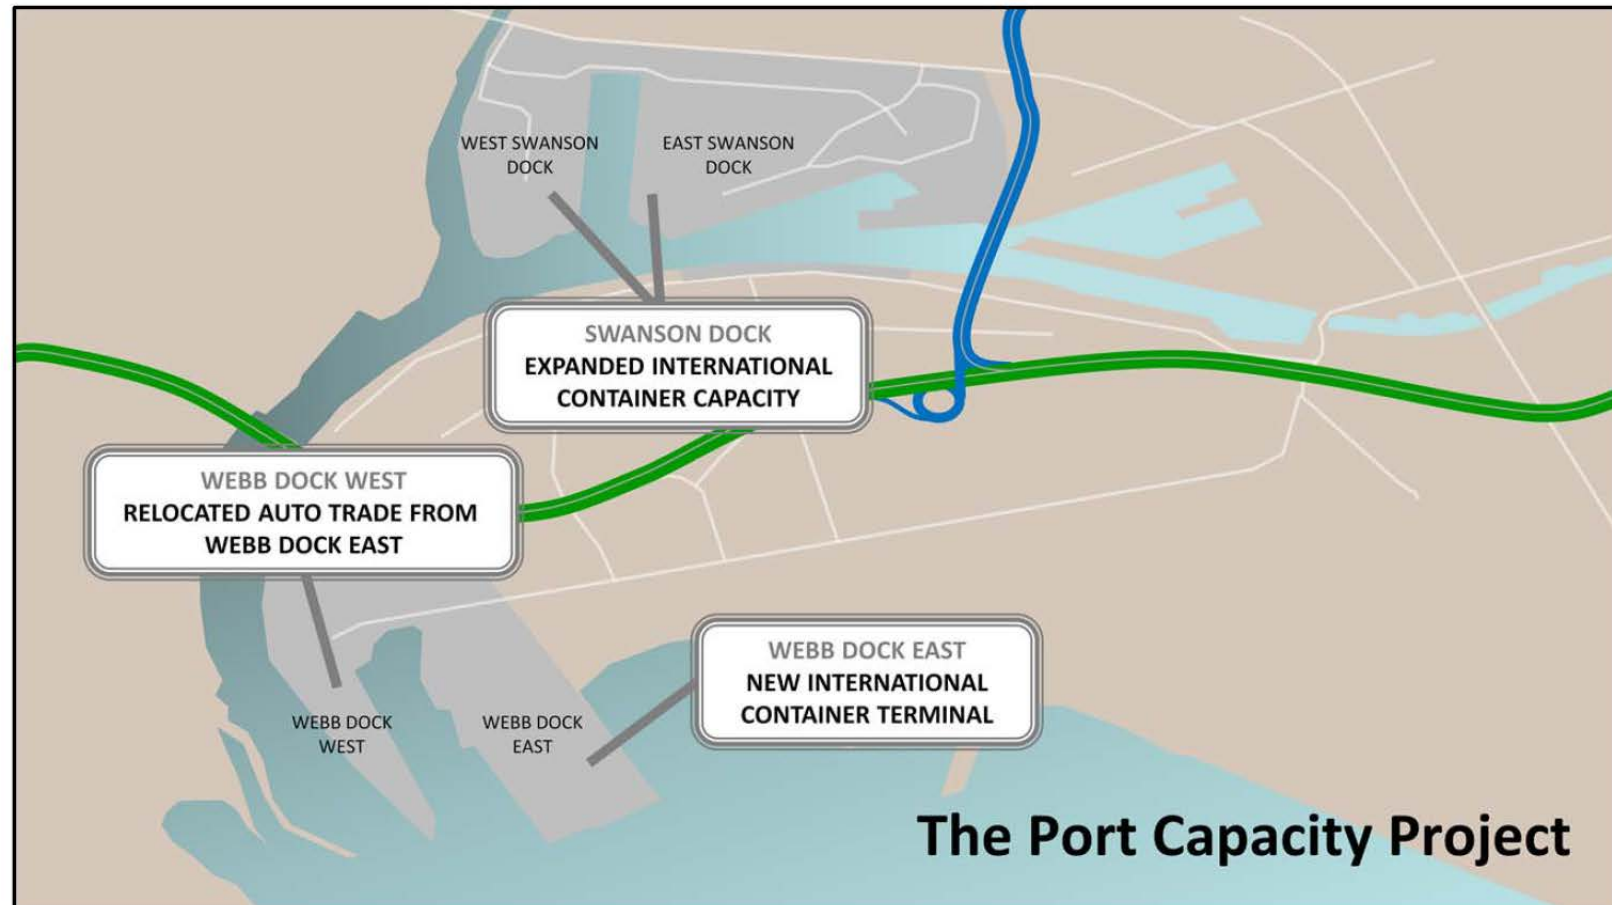 WEST SWANSON
DOCK
EAST SWANSON
DOCK
SWANSON DOCK
EXPANDED INTERNATIONAL
CONTAINER CAPACITY
WEBB DOCK WEST
RELOCATED AUTO TRADE FROM
WEBB DOCK EAST
WEBB DOCK EAST
NEW INTERNATIONAL
CONTAINER TERMINAL
WEBB DOCK
WEST
WEBB DOCK
EAST
The Port Capacity Project